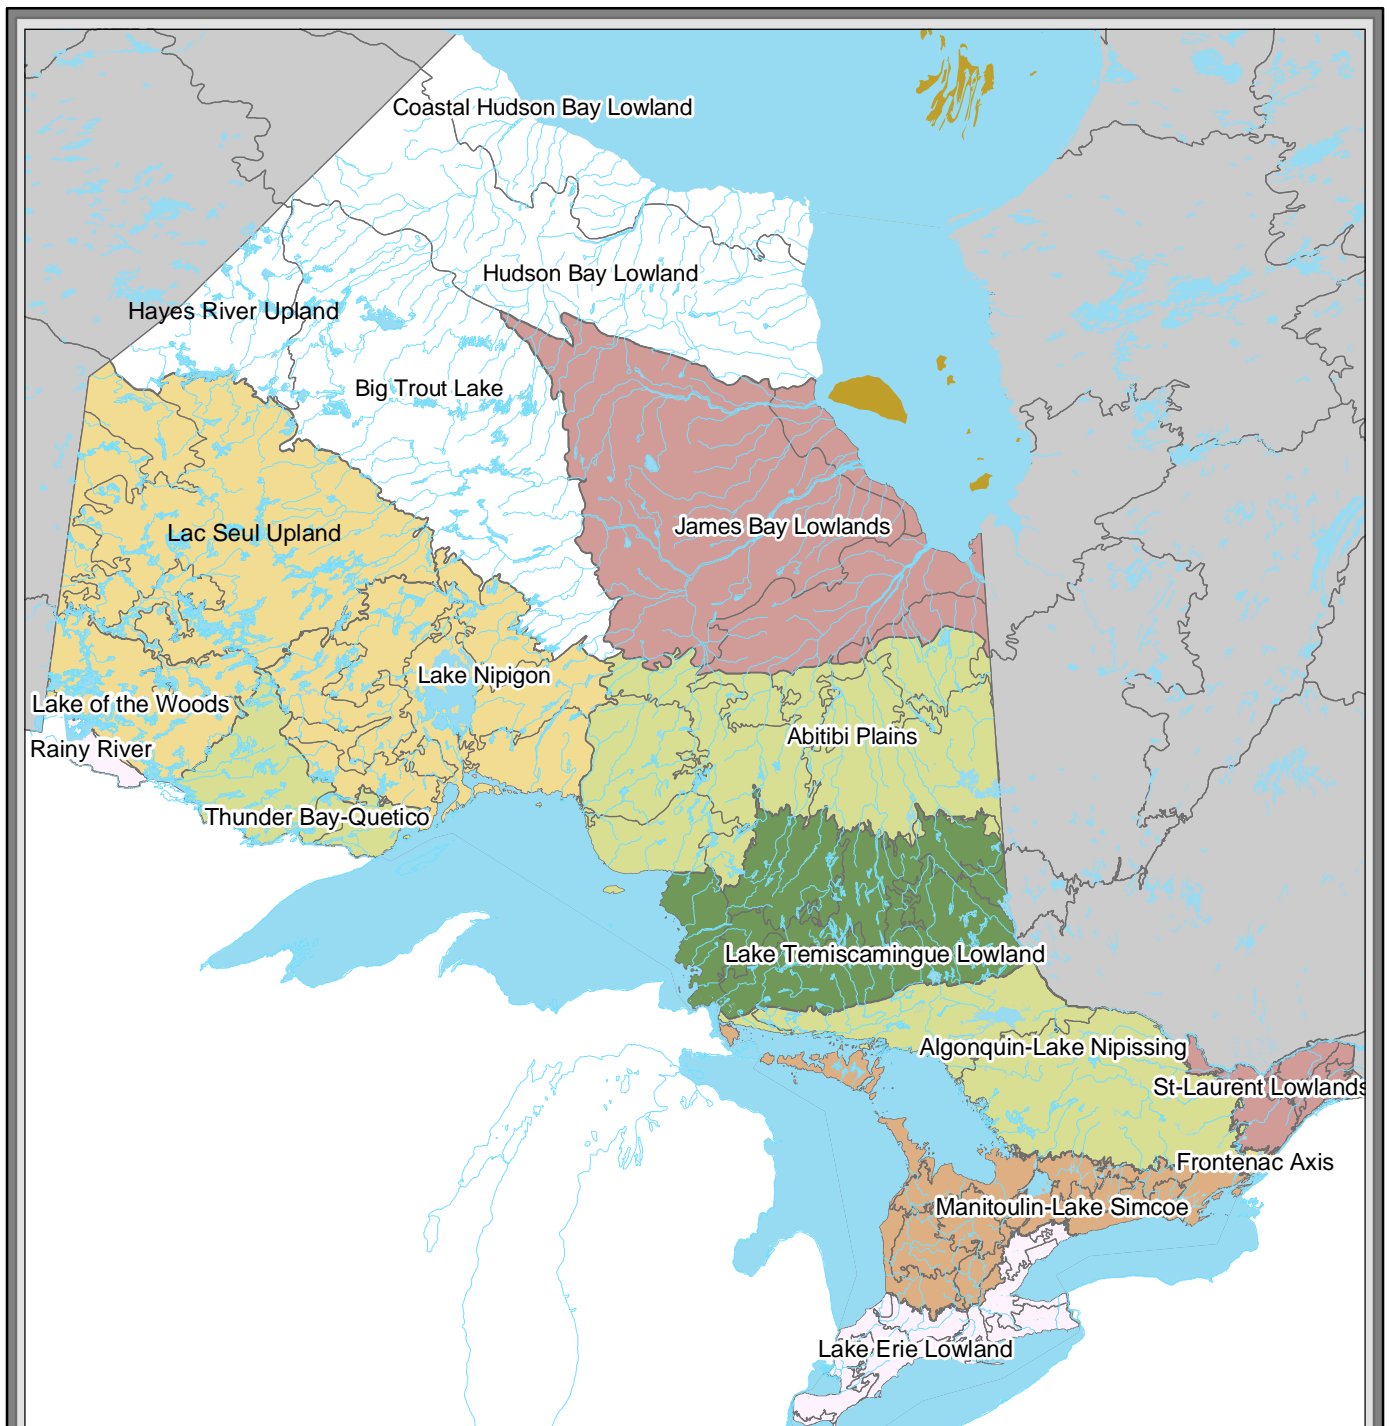 Coastal Hudson Bay Lowland
Hudson Bay Lowland
Hayes River Upland
Big Trout Lake
James Bay Lowlands
Lac Seul Upland
Lake Nipigon
Lake of the Woods
Abitibi Plains
Rainy River
Thunder Bay-Quetico
Lake Temiscamingue Lowland
Algonquin-Lake Nipissing
St-Laurent Lowlands
Frontenac Axis
Manitoulin-Lake Simcoe
Lake Erie Lowland